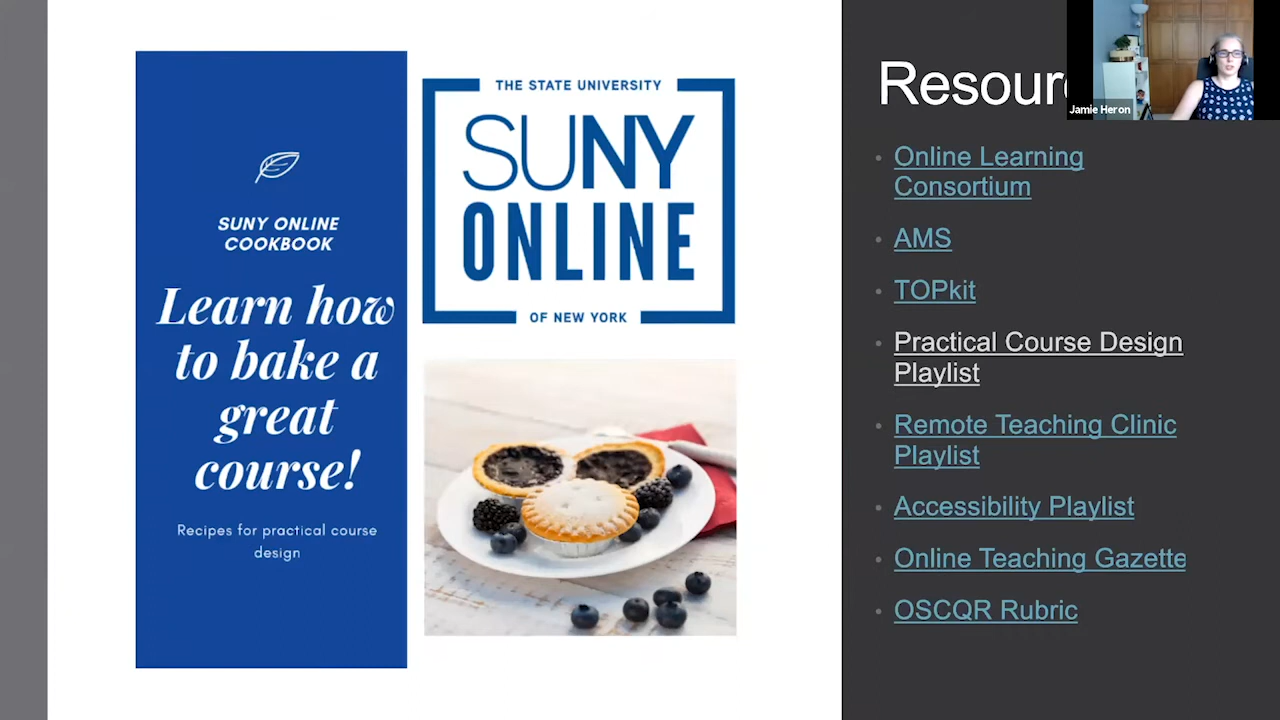 SUNY ONLINE
COOKBOOK
Learn how
to bake a
great
course!
Recipes for practical course
design
THE STATE UNIVERSITY
SUNY
ONLINE
OF NEW YORK
Resour
Jamie Heron
Online Learning
Consortium
AMS
TOPkit
Practical Course Design
Playlist
Remote Teaching Clinic
Playlist
Accessibility Playlist
Online Teaching Gazette
OSCQR Rubric